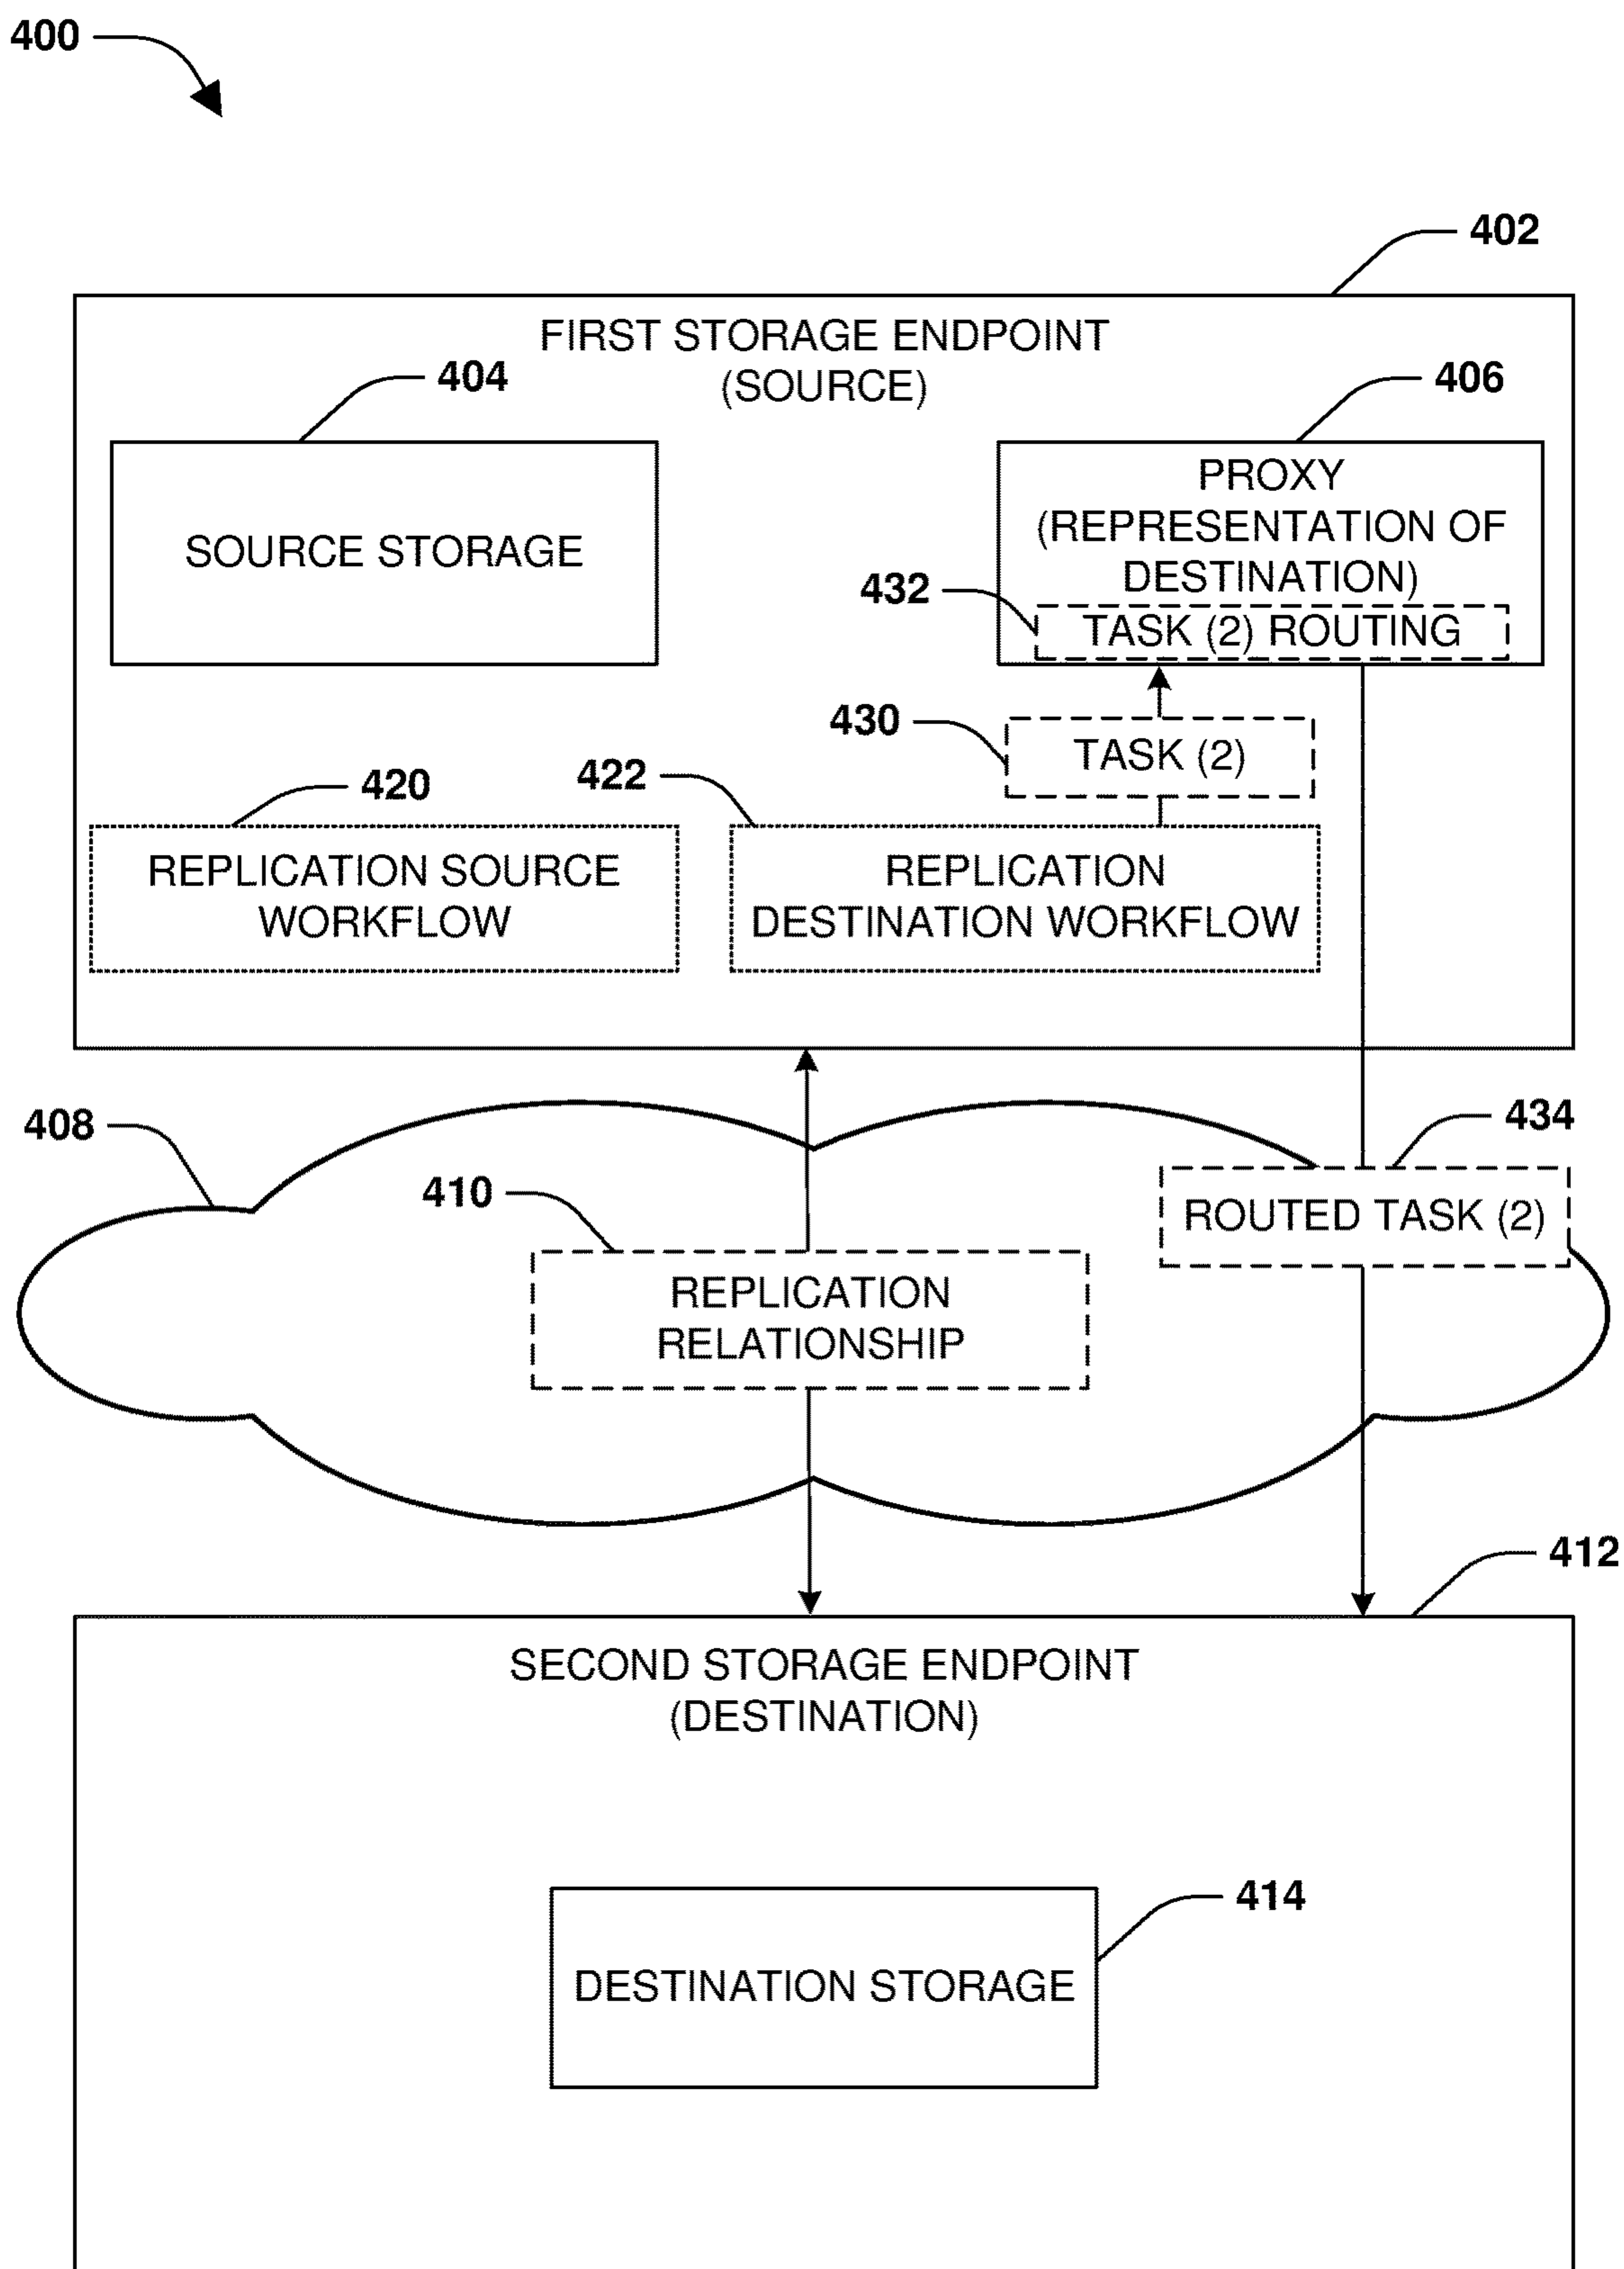 400
402
FIRST STORAGE ENDPOINT
(SOURCE)
404
406
SOURCE STORAGE
PROXY
(REPRESENTATION OF
DESTINATION)
432
TASK (2) ROUTING
430
TASK (2)
420
422
REPLICATION SOURCE
WORKFLOW
REPLICATION
DESTINATION WORKFLOW
408
434
410
ROUTED TASK (2)
REPLICATION
RELATIONSHIP
412
SECOND STORAGE ENDPOINT
(DESTINATION)
414
DESTINATION STORAGE